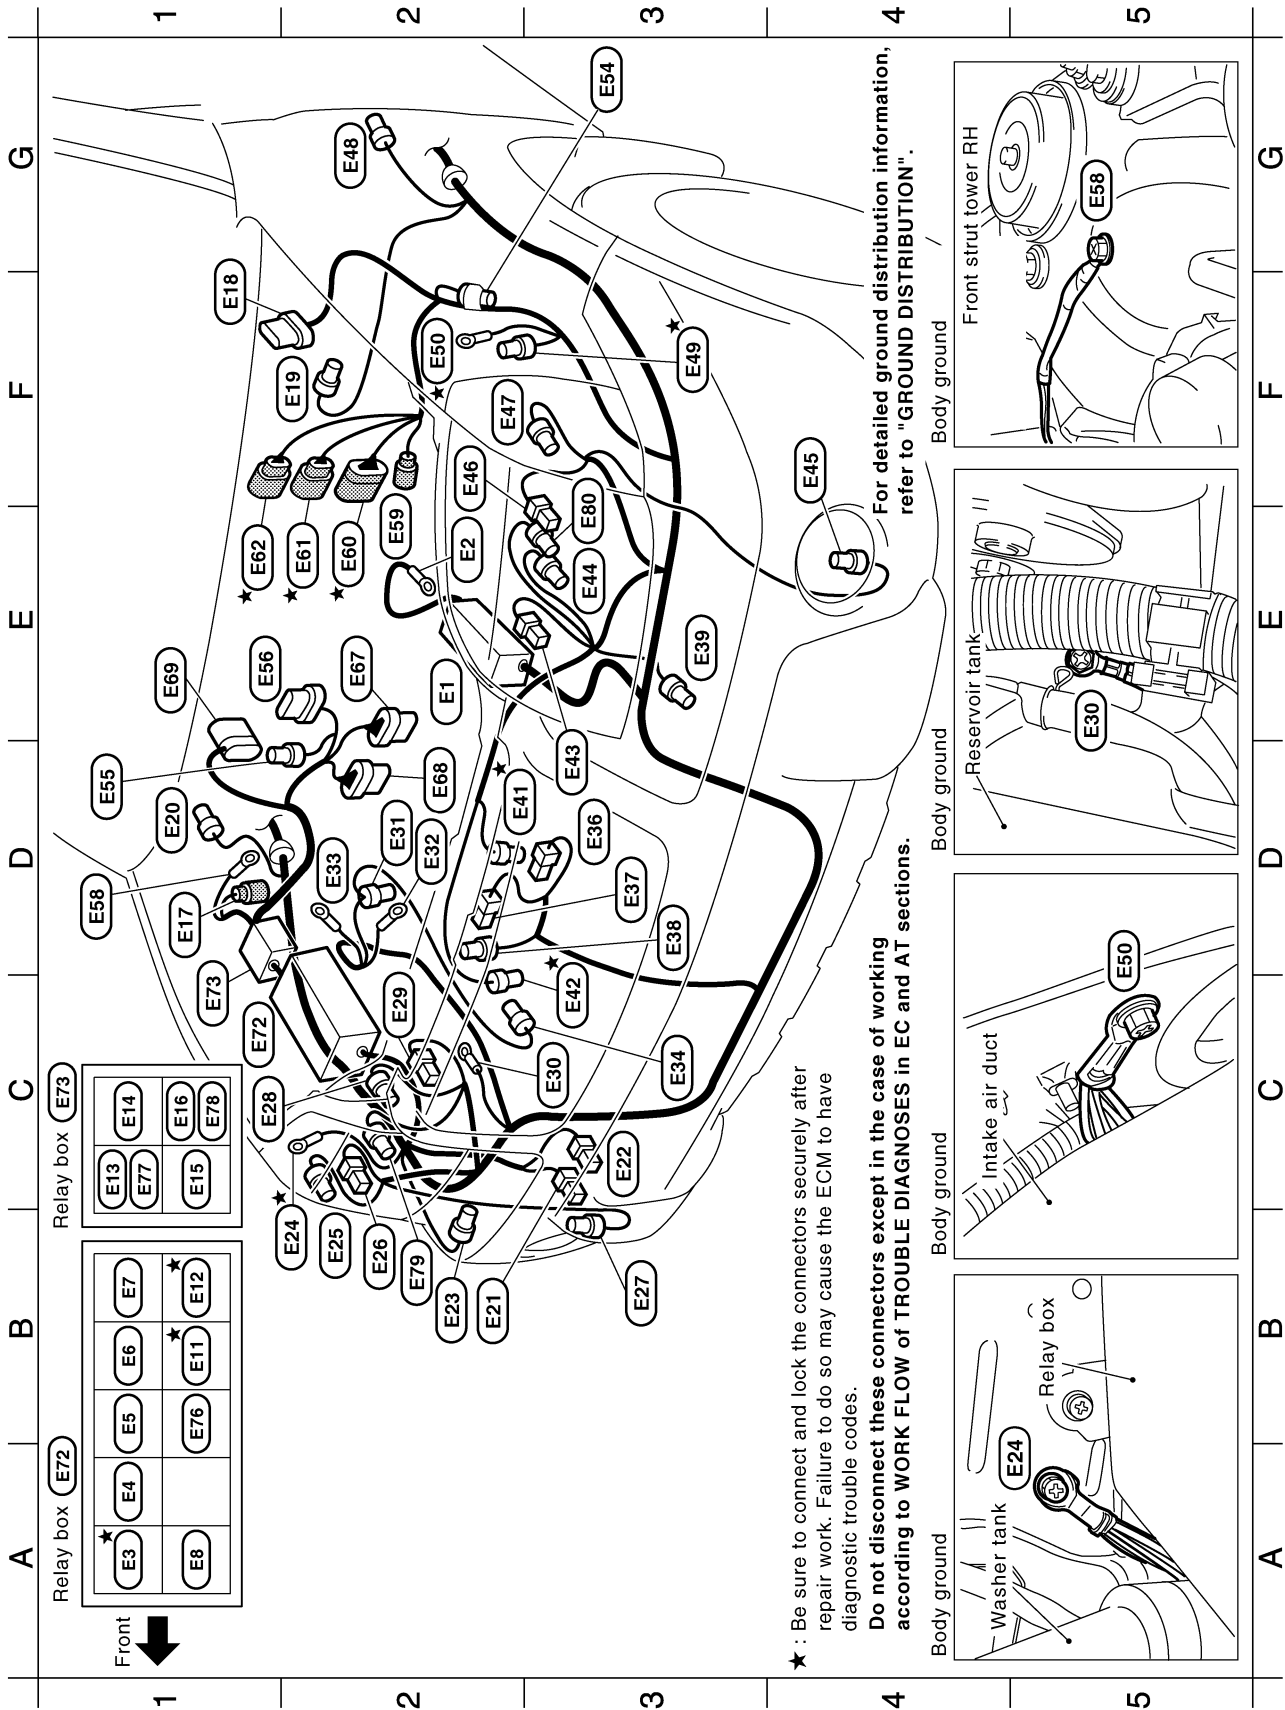 1
2
3
4
5
G
F
E
D
C
B
A
Front
Relay box E72
E3 ★
E4
E5
E6
E7
E8
E76
E11 ★
E12 ★
Relay box E73
E13
E77
E14
E15
E16
E78
E48
E54
E18
E19
E50 ★
E49 ★
E47
E46
E45
E62 ★
E61 ★
E60 ★
E59
E2
E80
E44
E39
E69
E56
E67
E1
E43
E55
E68
E41 ★
E20
E31
E32
E33
E36
E37
E38
E58
E17
E73
E72
E29
E42 ★
E34
E30
E28
E22
E24 ★
E25
E26
E79
E23
E21
E27
★ : Be sure to connect and lock the connectors securely after
repair work. Failure to do so may cause the ECM to have
diagnostic trouble codes.
Do not disconnect these connectors except in the case of working
according to WORK FLOW of TROUBLE DIAGNOSES in EC and AT sections.
For detailed ground distribution information,
refer to "GROUND DISTRIBUTION".
Body ground
Washer tank
E24
Relay box
Body ground
Intake air duct
E50
Body ground
Reservoir tank
E30
Body ground
Front strut tower RH
E58
1
2
3
4
5
A
B
C
D
E
F
G